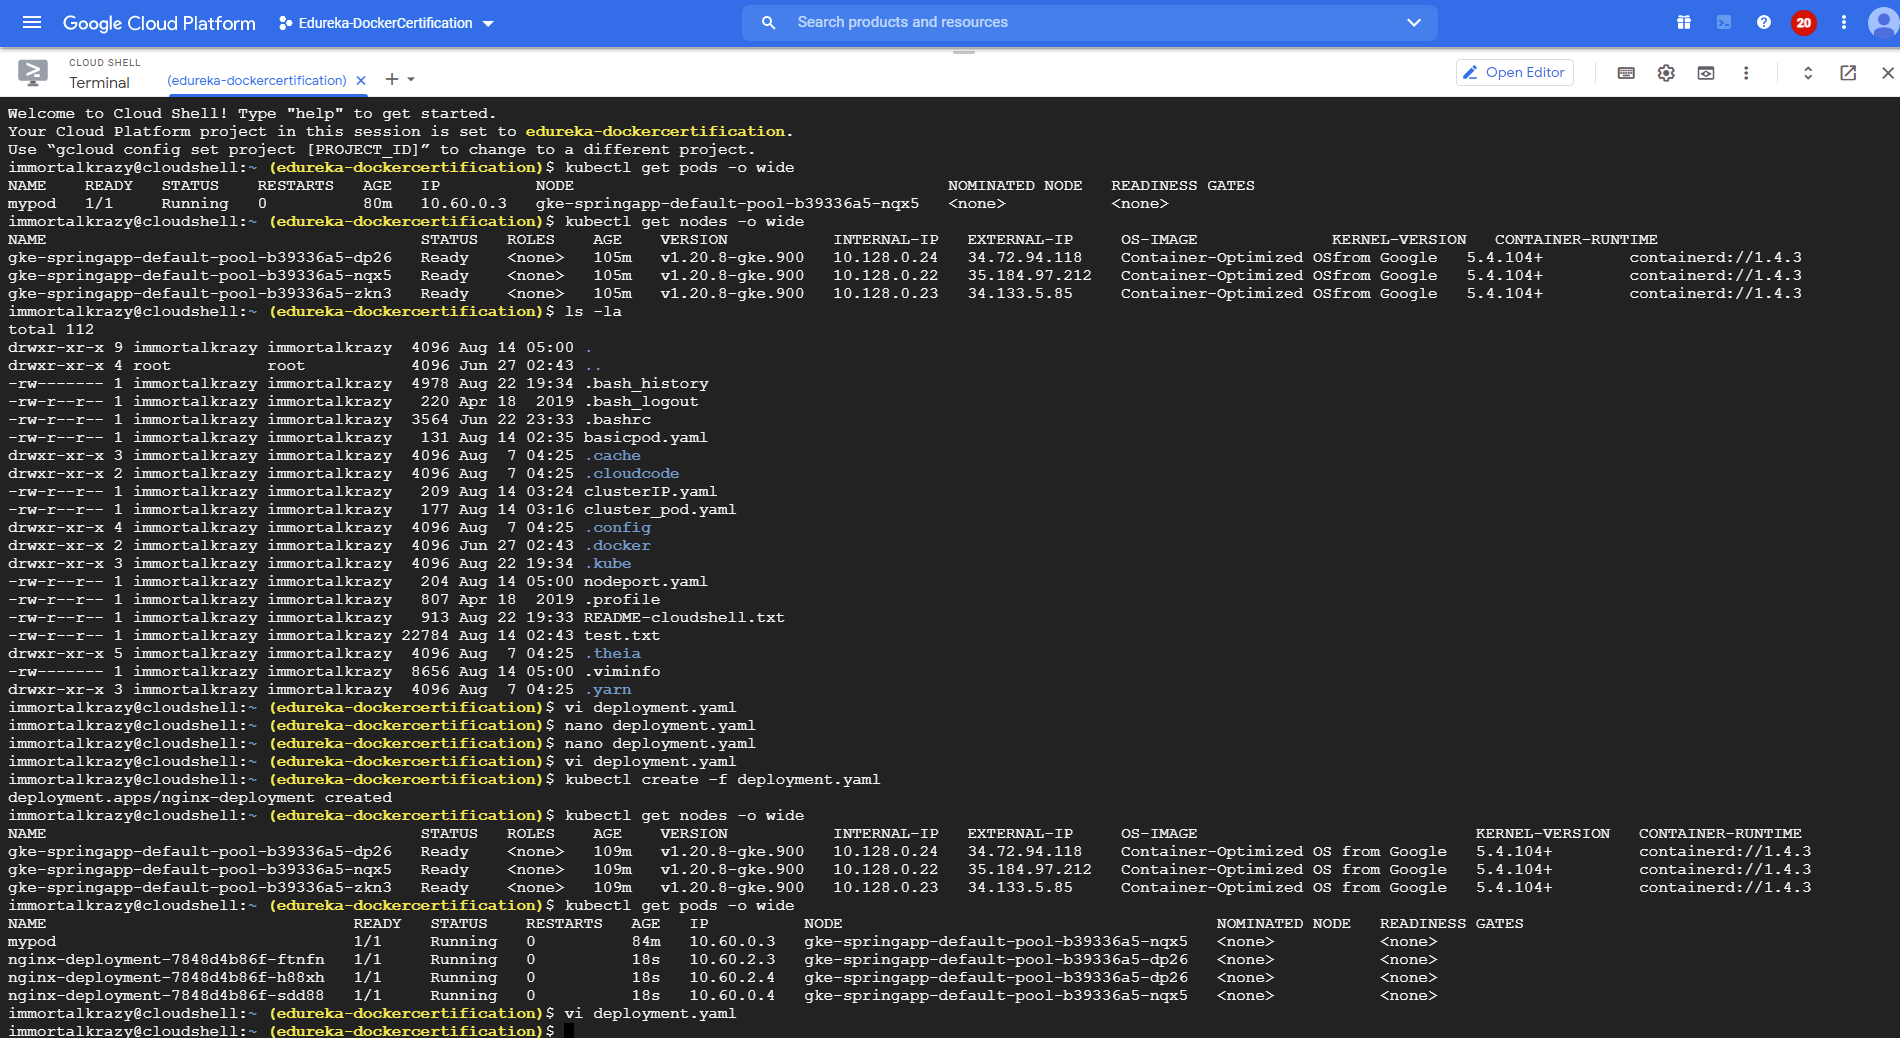 Google Cloud Platform Edureka-DockerCertification Search products and resources 20
CLOUD SHELL
Terminal (edureka-dockercertification) Open Editor
Welcome to Cloud Shell! Type "help" to get started.
Your Cloud Platform project in this session is set to edureka-dockercertification.
Use “gcloud config set project [PROJECT_ID]” to change to a different project.
immortalkrazy@cloudshell:~ (edureka-dockercertification)$ kubectl get pods -o wide
NAME READY STATUS RESTARTS AGE IP NODE NOMINATED NODE READINESS GATES
mypod 1/1 Running 0 80m 10.60.0.3 gke-springapp-default-pool-b39336a5-nqx5 <none> <none>
immortalkrazy@cloudshell:~ (edureka-dockercertification)$ kubectl get nodes -o wide
NAME STATUS ROLES AGE VERSION INTERNAL-IP EXTERNAL-IP OS-IMAGE KERNEL-VERSION CONTAINER-RUNTIME
gke-springapp-default-pool-b39336a5-dp26 Ready <none> 105m v1.20.8-gke.900 10.128.0.24 34.72.94.118 Container-Optimized OSfrom Google 5.4.104+ containerd://1.4.3
gke-springapp-default-pool-b39336a5-nqx5 Ready <none> 105m v1.20.8-gke.900 10.128.0.22 35.184.97.212 Container-Optimized OSfrom Google 5.4.104+ containerd://1.4.3
gke-springapp-default-pool-b39336a5-zkn3 Ready <none> 105m v1.20.8-gke.900 10.128.0.23 34.133.5.85 Container-Optimized OSfrom Google 5.4.104+ containerd://1.4.3
immortalkrazy@cloudshell:~ (edureka-dockercertification)$ ls -la
total 112
drwxr-xr-x 9 immortalkrazy immortalkrazy 4096 Aug 14 05:00 .
drwxr-xr-x 4 root root 4096 Jun 27 02:43 ..
-rw------- 1 immortalkrazy immortalkrazy 4978 Aug 22 19:34 .bash_history
-rw-r--r-- 1 immortalkrazy immortalkrazy 220 Apr 18 2019 .bash_logout
-rw-r--r-- 1 immortalkrazy immortalkrazy 3564 Jun 22 23:33 .bashrc
-rw-r--r-- 1 immortalkrazy immortalkrazy 131 Aug 14 02:35 basicpod.yaml
drwxr-xr-x 3 immortalkrazy immortalkrazy 4096 Aug 7 04:25 .cache
drwxr-xr-x 2 immortalkrazy immortalkrazy 4096 Aug 7 04:25 .cloudcode
-rw-r--r-- 1 immortalkrazy immortalkrazy 209 Aug 14 03:24 clusterIP.yaml
-rw-r--r-- 1 immortalkrazy immortalkrazy 177 Aug 14 03:16 cluster_pod.yaml
drwxr-xr-x 4 immortalkrazy immortalkrazy 4096 Aug 7 04:25 .config
drwxr-xr-x 2 immortalkrazy immortalkrazy 4096 Jun 27 02:43 .docker
drwxr-xr-x 3 immortalkrazy immortalkrazy 4096 Aug 22 19:34 .kube
-rw-r--r-- 1 immortalkrazy immortalkrazy 204 Aug 14 05:00 nodeport.yaml
-rw-r--r-- 1 immortalkrazy immortalkrazy 807 Apr 18 2019 .profile
-rw-r--r-- 1 immortalkrazy immortalkrazy 913 Aug 22 19:33 README-cloudshell.txt
-rw-r--r-- 1 immortalkrazy immortalkrazy 22784 Aug 14 02:43 test.txt
drwxr-xr-x 5 immortalkrazy immortalkrazy 4096 Aug 7 04:25 .theia
-rw------- 1 immortalkrazy immortalkrazy 8656 Aug 14 05:00 .viminfo
drwxr-xr-x 3 immortalkrazy immortalkrazy 4096 Aug 7 04:25 .yarn
immortalkrazy@cloudshell:~ (edureka-dockercertification)$ vi deployment.yaml
immortalkrazy@cloudshell:~ (edureka-dockercertification)$ nano deployment.yaml
immortalkrazy@cloudshell:~ (edureka-dockercertification)$ nano deployment.yaml
immortalkrazy@cloudshell:~ (edureka-dockercertification)$ vi deployment.yaml
immortalkrazy@cloudshell:~ (edureka-dockercertification)$ kubectl create -f deployment.yaml
deployment.apps/nginx-deployment created
immortalkrazy@cloudshell:~ (edureka-dockercertification)$ kubectl get nodes -o wide
NAME STATUS ROLES AGE VERSION INTERNAL-IP EXTERNAL-IP OS-IMAGE KERNEL-VERSION CONTAINER-RUNTIME
gke-springapp-default-pool-b39336a5-dp26 Ready <none> 109m v1.20.8-gke.900 10.128.0.24 34.72.94.118 Container-Optimized OS from Google 5.4.104+ containerd://1.4.3
gke-springapp-default-pool-b39336a5-nqx5 Ready <none> 109m v1.20.8-gke.900 10.128.0.22 35.184.97.212 Container-Optimized OS from Google 5.4.104+ containerd://1.4.3
gke-springapp-default-pool-b39336a5-zkn3 Ready <none> 109m v1.20.8-gke.900 10.128.0.23 34.133.5.85 Container-Optimized OS from Google 5.4.104+ containerd://1.4.3
immortalkrazy@cloudshell:~ (edureka-dockercertification)$ kubectl get pods -o wide
NAME READY STATUS RESTARTS AGE IP NODE NOMINATED NODE READINESS GATES
mypod 1/1 Running 0 84m 10.60.0.3 gke-springapp-default-pool-b39336a5-nqx5 <none> <none>
nginx-deployment-7848d4b86f-ftnfn 1/1 Running 0 18s 10.60.2.3 gke-springapp-default-pool-b39336a5-dp26 <none> <none>
nginx-deployment-7848d4b86f-h88xh 1/1 Running 0 18s 10.60.2.4 gke-springapp-default-pool-b39336a5-dp26 <none> <none>
nginx-deployment-7848d4b86f-sdd88 1/1 Running 0 18s 10.60.0.4 gke-springapp-default-pool-b39336a5-nqx5 <none> <none>
immortalkrazy@cloudshell:~ (edureka-dockercertification)$ vi deployment.yaml
immortalkrazy@cloudshell:~ (edureka-dockercertification)$